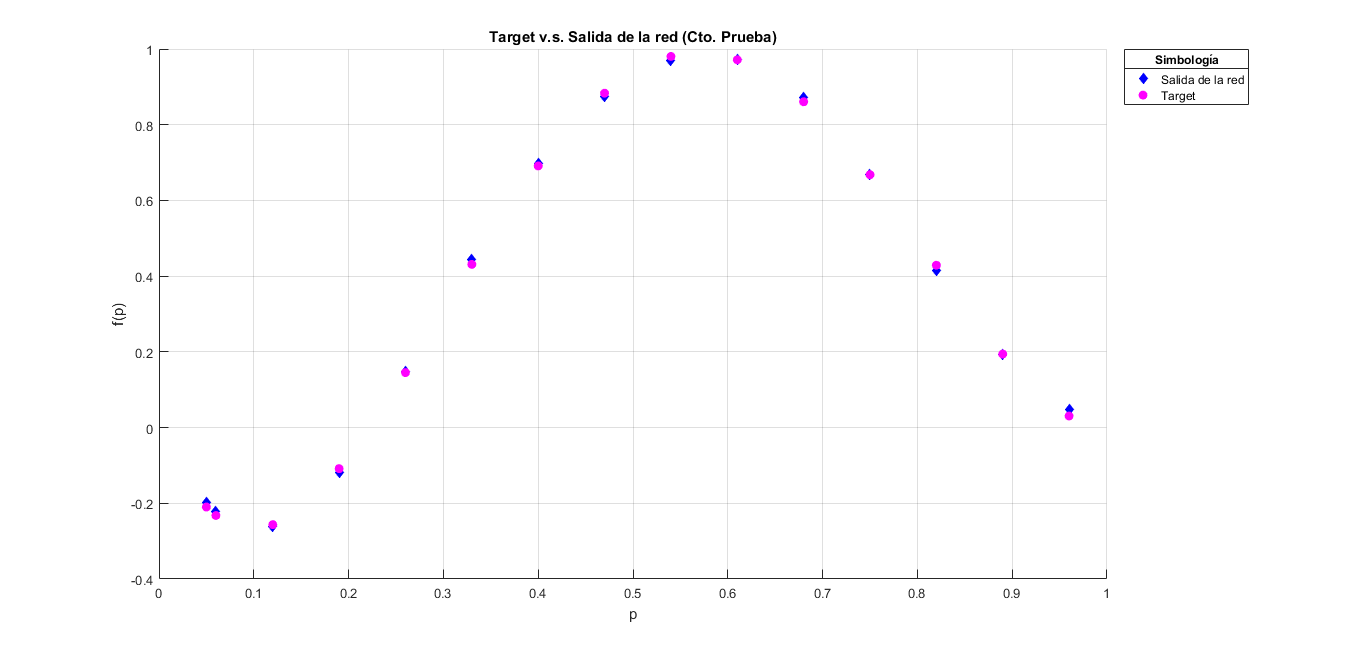 Target v.s. Salida de la red (Cto. Prueba)
Simbología
Salida de la red
Target
1
0.8
0.6
0.4
0.2
0
-0.2
-0.4
f(p)
0 0.1 0.2 0.3 0.4 0.5 0.6 0.7 0.8 0.9 1
p